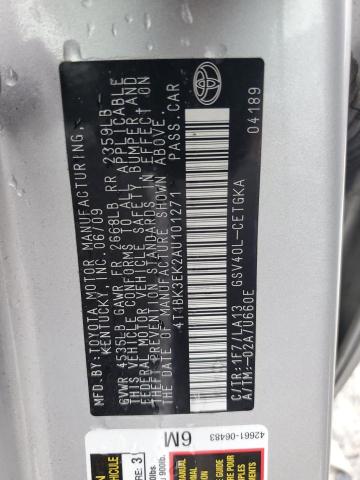 MFD. BY: TOYOTA MOTOR MANUFACTURING,
KENTUCKY, INC. 06/09
GVWR 4535LB GAWR FR 2668LB RR 2359LB
THIS VEHICLE CONFORMS TO ALL APPLICABLE
FEDERAL MOTOR VEHICLE SAFETY, BUMPER, AND
THEFT PREVENTION STANDARDS IN EFFECT ON
THE DATE OF MANUFACTURE SHOWN ABOVE.
4T1BK3EK2AU101271 PASS.CAR
TOYOTA
04189
C/TR:1F7/LA13 GSV40L-CETGKA
A/TM:-02A/U660E
42661-06483
6M